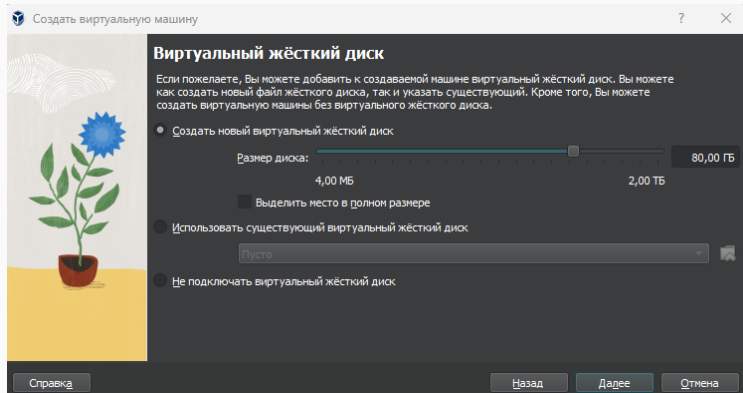 Создать виртуальную машину
Виртуальный жёсткий диск
Если пожелаете, Вы можете добавить к создаваемой машине виртуальный жёсткий диск. Вы можете
как создать новый файл жёсткого диска, так и указать существующий. Кроме того, Вы можете
создать виртуальную машины без виртуального жёсткого диска.
Создать новый виртуальный жёсткий диск
Размер диска:
80,00 ГБ
4,00 МБ
2,00 ТБ
Выделить место в полном размере
Использовать существующий виртуальный жёсткий диск
Пусто
Не подключать виртуальный жёсткий диск
Справка
Назад
Далее
Отмена